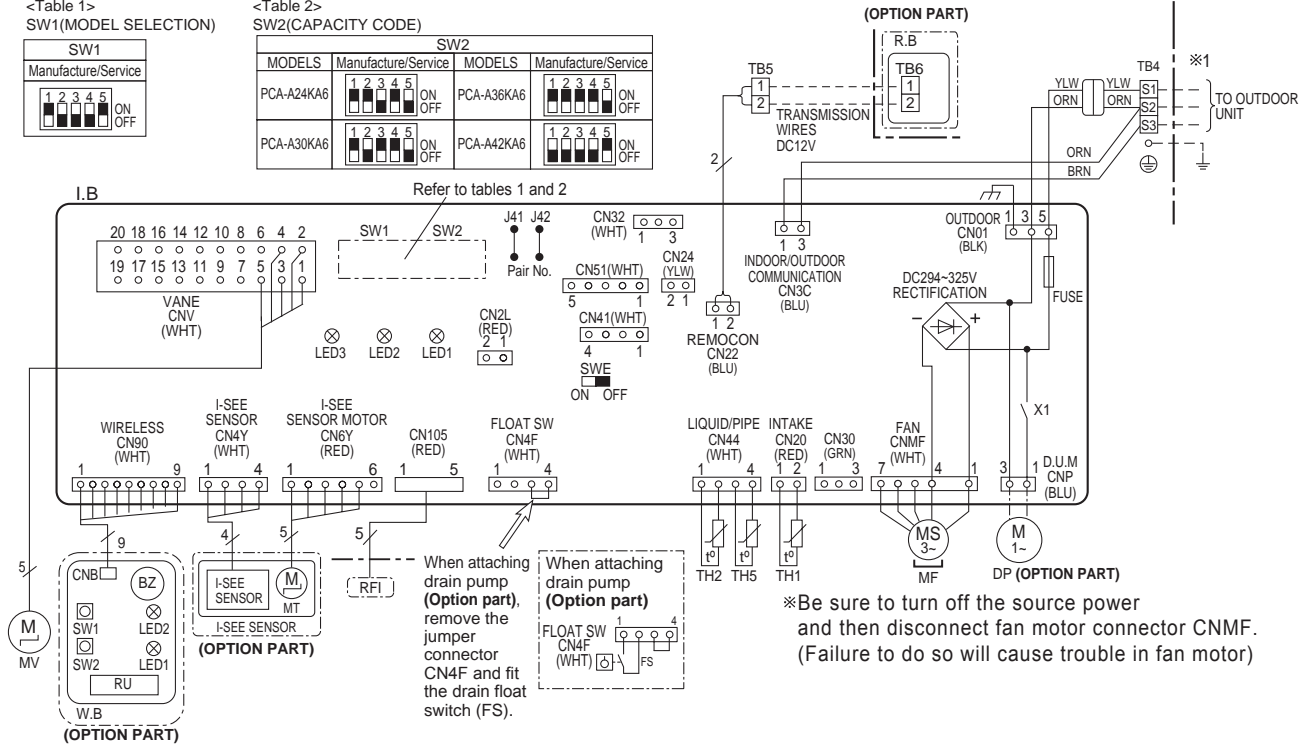 <Table 1>
SW1(MODEL SELECTION)
SW1
Manufacture/Service
1 2 3 4 5
ON
OFF
<Table 2>
SW2(CAPACITY CODE)
SW2
MODELS Manufacture/Service MODELS Manufacture/Service
PCA-A24KA6
1 2 3 4 5
ON
OFF
PCA-A36KA6
1 2 3 4 5
ON
OFF
PCA-A30KA6
1 2 3 4 5
ON
OFF
PCA-A42KA6
1 2 3 4 5
ON
OFF
(OPTION PART)
R.B
TB6
1
2
TB5
1
2
TRANSMISSION
WIRES
DC12V
TB4
※1
YLW YLW S1
ORN ORN S2
S3
TO OUTDOOR
UNIT
ORN
BRN
2
Refer to tables 1 and 2
I.B
20 18 16 14 12 10 8 6 4 2
19 17 15 13 11 9 7 5 3 1
VANE
CNV
(WHT)
SW1 SW2
J41 J42
Pair No.
CN32
(WHT)
1 3
CN51(WHT)
5 1
CN24
(YLW)
2 1
CN41(WHT)
4 1
SWE
ON OFF
CN2L
(RED)
2 1
LED3 LED2 LED1
1 2
REMOCON
CN22
(BLU)
1 3
INDOOR/OUTDOOR
COMMUNICATION
CN3C
(BLU)
OUTDOOR
CN01
(BLK)
1 3 5
DC294~325V
RECTIFICATION
− +
FUSE
X1
WIRELESS
CN90
(WHT)
1 9
I-SEE
SENSOR
CN4Y
(WHT)
1 4
I-SEE
SENSOR MOTOR
CN6Y
(RED)
1 6
CN105
(RED)
1 5
FLOAT SW
CN4F
(WHT)
1 4
LIQUID/PIPE
CN44
(WHT)
1 4
INTAKE
CN20
(RED)
1 2
CN30
(GRN)
1 3
FAN
CNMF
(WHT)
7 4 1
D.U.M
CNP
(BLU)
3 1
5
M
MV
9
CNB
BZ
SW1
SW2
LED2
LED1
RU
W.B
(OPTION PART)
4
5
I-SEE
SENSOR
M
MT
I-SEE SENSOR
(OPTION PART)
5
RFI
When attaching
drain pump
(Option part),
remove the
jumper
connector
CN4F and fit
the drain float
switch (FS).
When attaching
drain pump
(Option part)
FLOAT SW
CN4F
(WHT)
1 4
FS
t° t° t°
TH2 TH5 TH1
MS
3~
MF
M
1~
DP (OPTION PART)
※Be sure to turn off the source power
and then disconnect fan motor connector CNMF.
(Failure to do so will cause trouble in fan motor)